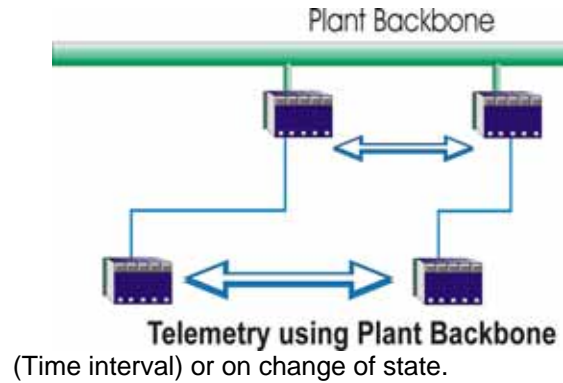 Plant Backbone
Telemetry using Plant Backbone
(Time interval) or on change of state.